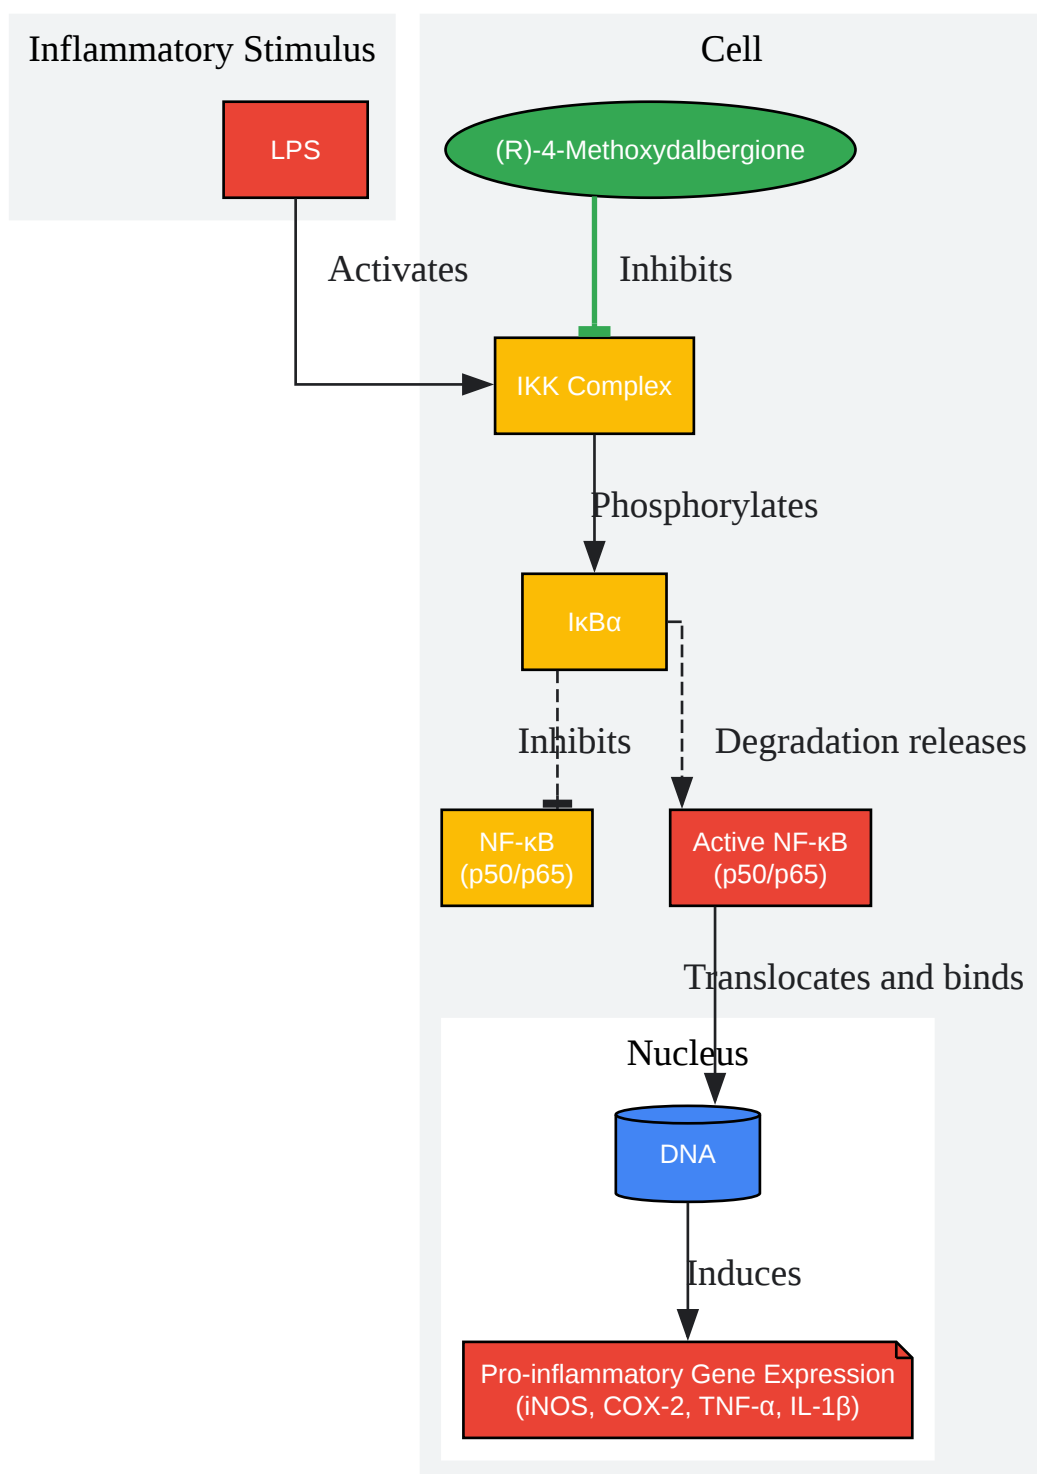 Inflammatory Stimulus
Cell
LPS
(R)-4-Methoxydalbergione
Activates
Inhibits
IKK Complex
Phosphorylates
IκBα
Inhibits
Degradation releases
NF-κB
(p50/p65)
Active NF-κB
(p50/p65)
Translocates and binds
Nucleus
DNA
Induces
Pro-inflammatory Gene Expression
(iNOS, COX-2, TNF-α, IL-1β)